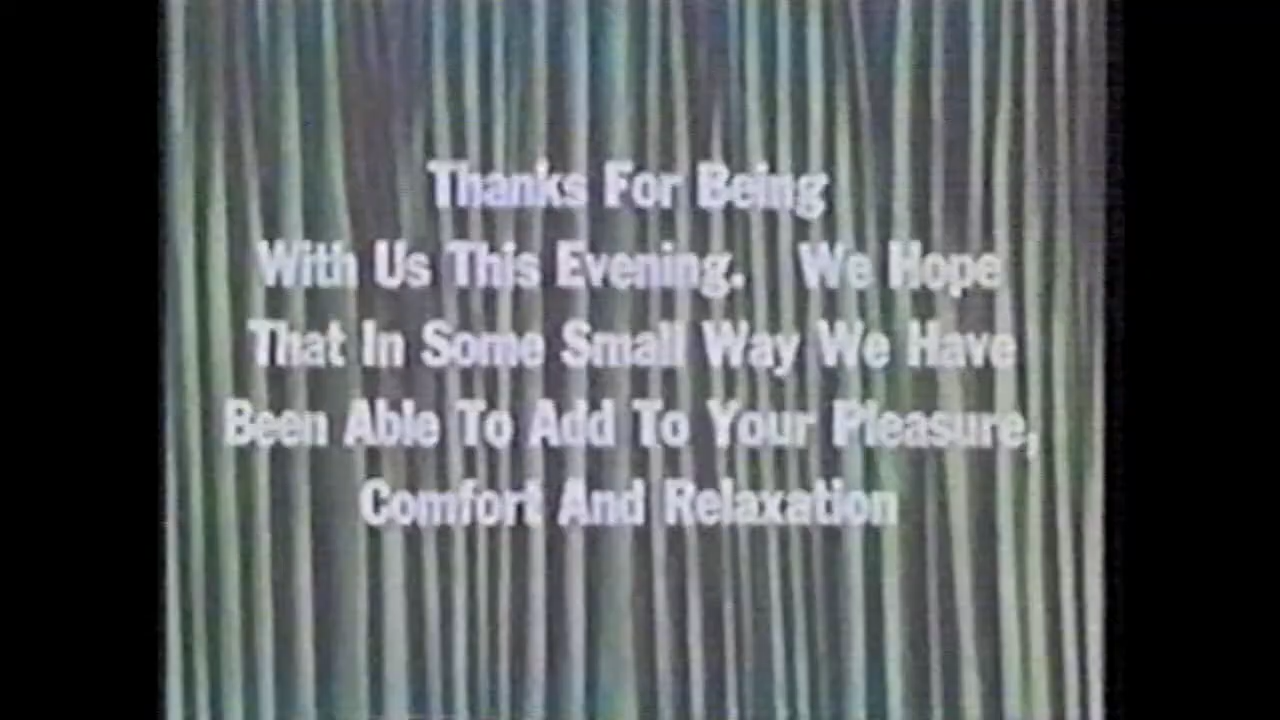 Thanks For Being
With Us This Evening. We Hope
That In Some Small Way We Have
Been Able To Add To Your Pleasure,
Comfort And Relaxation